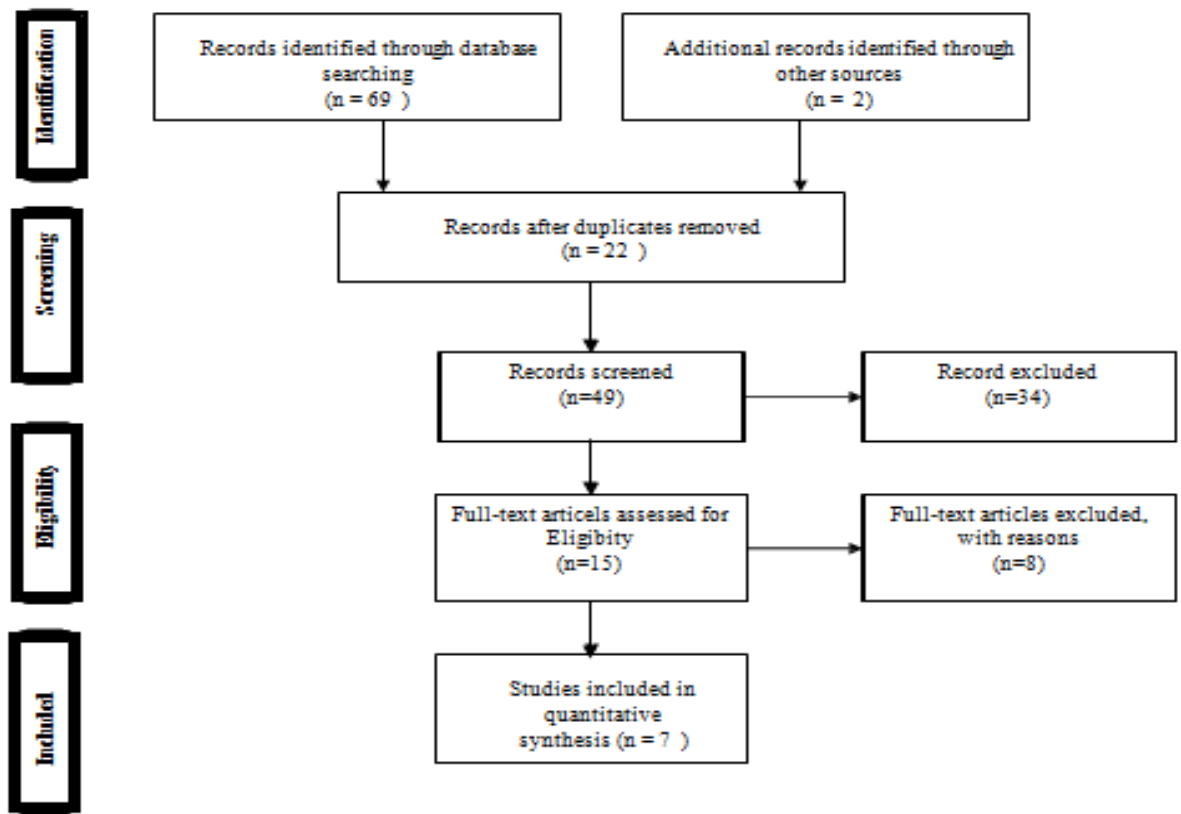 Identification
Records identified through database
searching
(n = 69 )
Additional records identified through
other sources
(n = 2)
Screening
Records after duplicates removed
(n = 22 )
Records screened
(n=49)
Record excluded
(n=34)
Eligibility
Full-text articels assessed for
Eligibity
(n=15)
Full-text articles excluded,
with reasons
(n=8)
Included
Studies included in
quantitative
synthesis (n = 7 )